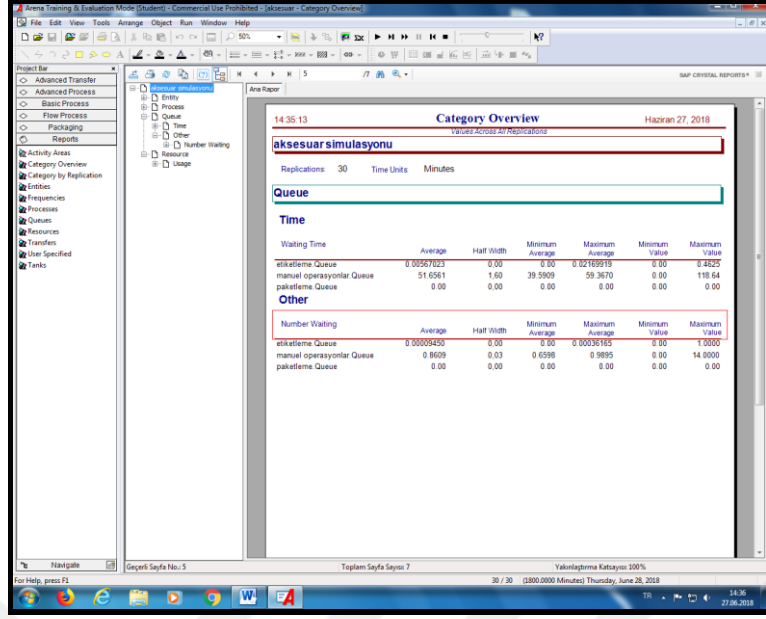 Arena Training & Evaluation Mode (Student) - Commercial Use Prohibited - [aksesuar - Category Overview]
File Edit View Tools Arrange Object Run Window Help
50%
Project Bar
Advanced Transfer
Advanced Process
Basic Process
Flow Process
Packaging
Reports
Activity Areas
Category Overview
Category by Replication
Entities
Frequencies
Processes
Queues
Resources
Transfers
User Specified
Tanks
Navigate
aksesuar simulasyonu
Entity
Process
Queue
Time
Other
Number Waiting
Resource
Usage
5 /7
SAP CRYSTAL REPORTS®
Ana Rapor
14:35:13 Category Overview Haziran 27, 2018
Values Across All Replications
aksesuar simulasyonu
Replications: 30 Time Units: Minutes
Queue
Time
Waiting Time Average Half Width Minimum Average Maximum Average Minimum Value Maximum Value
etiketleme.Queue 0.00567023 0,00 0.00 0.02169919 0.00 0.4625
manuel operasyonlar.Queue 51.6561 1,60 39.5909 59.3670 0.00 118.64
paketleme.Queue 0.00 0,00 0.00 0.00 0.00 0.00
Other
Number Waiting Average Half Width Minimum Average Maximum Average Minimum Value Maximum Value
etiketleme.Queue 0.00009450 0,00 0.00 0.00036165 0.00 1.0000
manuel operasyonlar.Queue 0.8609 0,03 0.6598 0.9895 0.00 14.0000
paketleme.Queue 0.00 0,00 0.00 0.00 0.00 0.00
Geçerli Sayfa No.: 5 Toplam Sayfa Sayısı: 7 Yakınlaştırma Katsayısı: 100%
For Help, press F1 30 / 30 (1800.0000 Minutes) Thursday, June 28, 2018
TR 14:36
27.06.2018